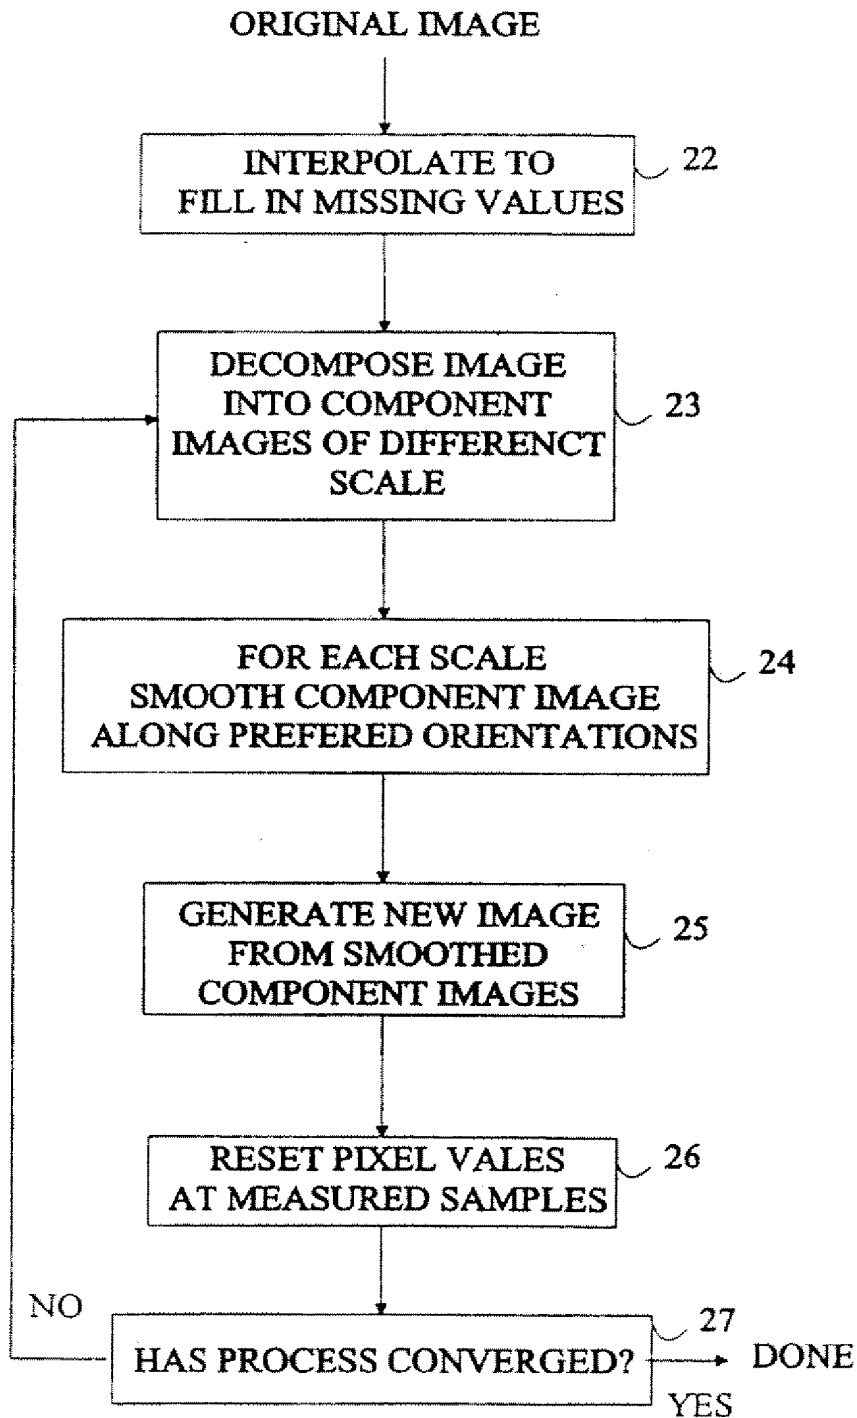 ORIGINAL IMAGE
INTERPOLATE TO
FILL IN MISSING VALUES
22
DECOMPOSE IMAGE
INTO COMPONENT
IMAGES OF DIFFERENCT
SCALE
23
FOR EACH SCALE
SMOOTH COMPONENT IMAGE
ALONG PREFERED ORIENTATIONS
24
GENERATE NEW IMAGE
FROM SMOOTHED
COMPONENT IMAGES
25
RESET PIXEL VALES
AT MEASURED SAMPLES
26
NO
HAS PROCESS CONVERGED?
27
DONE
YES